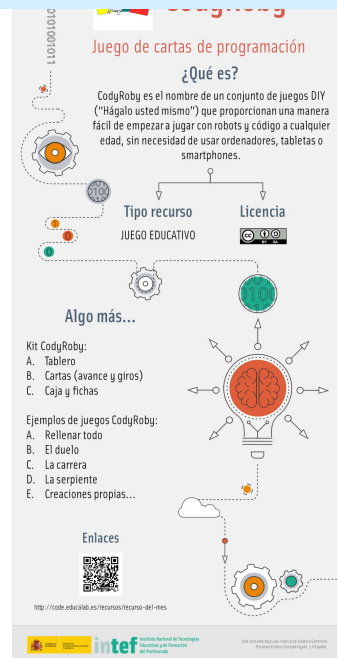 CodyRoby
Juego de cartas de programación
¿Qué es?
CodyRoby es el nombre de un conjunto de juegos DIY
("Hágalo usted mismo") que proporcionan una manera
fácil de empezar a jugar con robots y código a cualquier
edad, sin necesidad de usar ordenadores, tabletas o
smartphones.
Tipo recurso
JUEGO EDUCATIVO
Licencia
BY SA
Algo más...
Kit CodyRoby:
A. Tablero
B. Cartas (avance y giros)
C. Caja y fichas
Ejemplos de juegos CodyRoby:
A. Rellenar todo
B. El duelo
C. La carrera
D. La serpiente
E. Creaciones propias...
Enlaces
http://code.educalab.es/recursos/recurso-del-mes
intef
Instituto Nacional de Tecnologías
Educativas y de Formación
del Profesorado